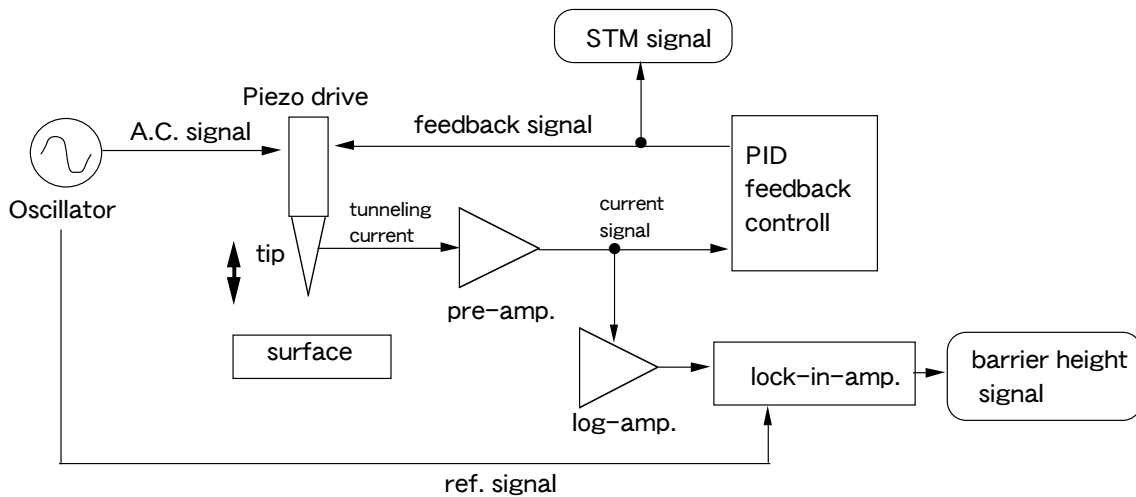 STM signal
Piezo drive
A.C. signal
feedback signal
PID
feedback
controll
Oscillator
tunneling
current
current
signal
tip
pre-amp.
surface
lock-in-amp.
barrier height
signal
log-amp.
ref. signal